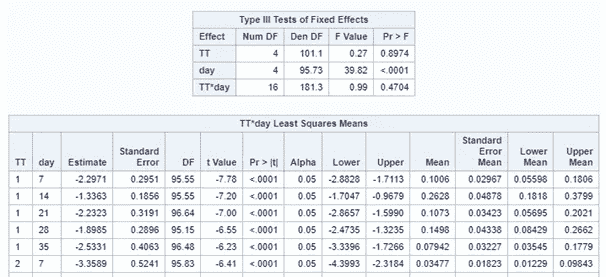 Type III Tests of Fixed Effects
Effect Num DF Den DF F Value Pr > F
TT 4 101.1 0.27 0.8974
day 4 95.73 39.82 <.0001
TT*day 16 181.3 0.99 0.4704
TT*day Least Squares Means
TT day Estimate Standard Error DF t Value Pr > |t| Alpha Lower Upper Mean Standard Error Mean Lower Mean Upper Mean
1 7 -2.2971 0.2951 95.55 -7.78 <.0001 0.05 -2.8828 -1.7113 0.1006 0.02967 0.05598 0.1806
1 14 -1.3363 0.1856 95.55 -7.20 <.0001 0.05 -1.7047 -0.9679 0.2628 0.04878 0.1818 0.3799
1 21 -2.2323 0.3191 96.64 -7.00 <.0001 0.05 -2.8657 -1.5990 0.1073 0.03423 0.05695 0.2021
1 28 -1.8985 0.2896 95.15 -6.55 <.0001 0.05 -2.4735 -1.3235 0.1498 0.04338 0.08429 0.2662
1 35 -2.5331 0.4063 96.48 -6.23 <.0001 0.05 -3.3396 -1.7266 0.07942 0.03227 0.03545 0.1779
2 7 -3.3589 0.5241 95.83 -6.41 <.0001 0.05 -4.3993 -2.3184 0.03477 0.01823 0.01229 0.09843